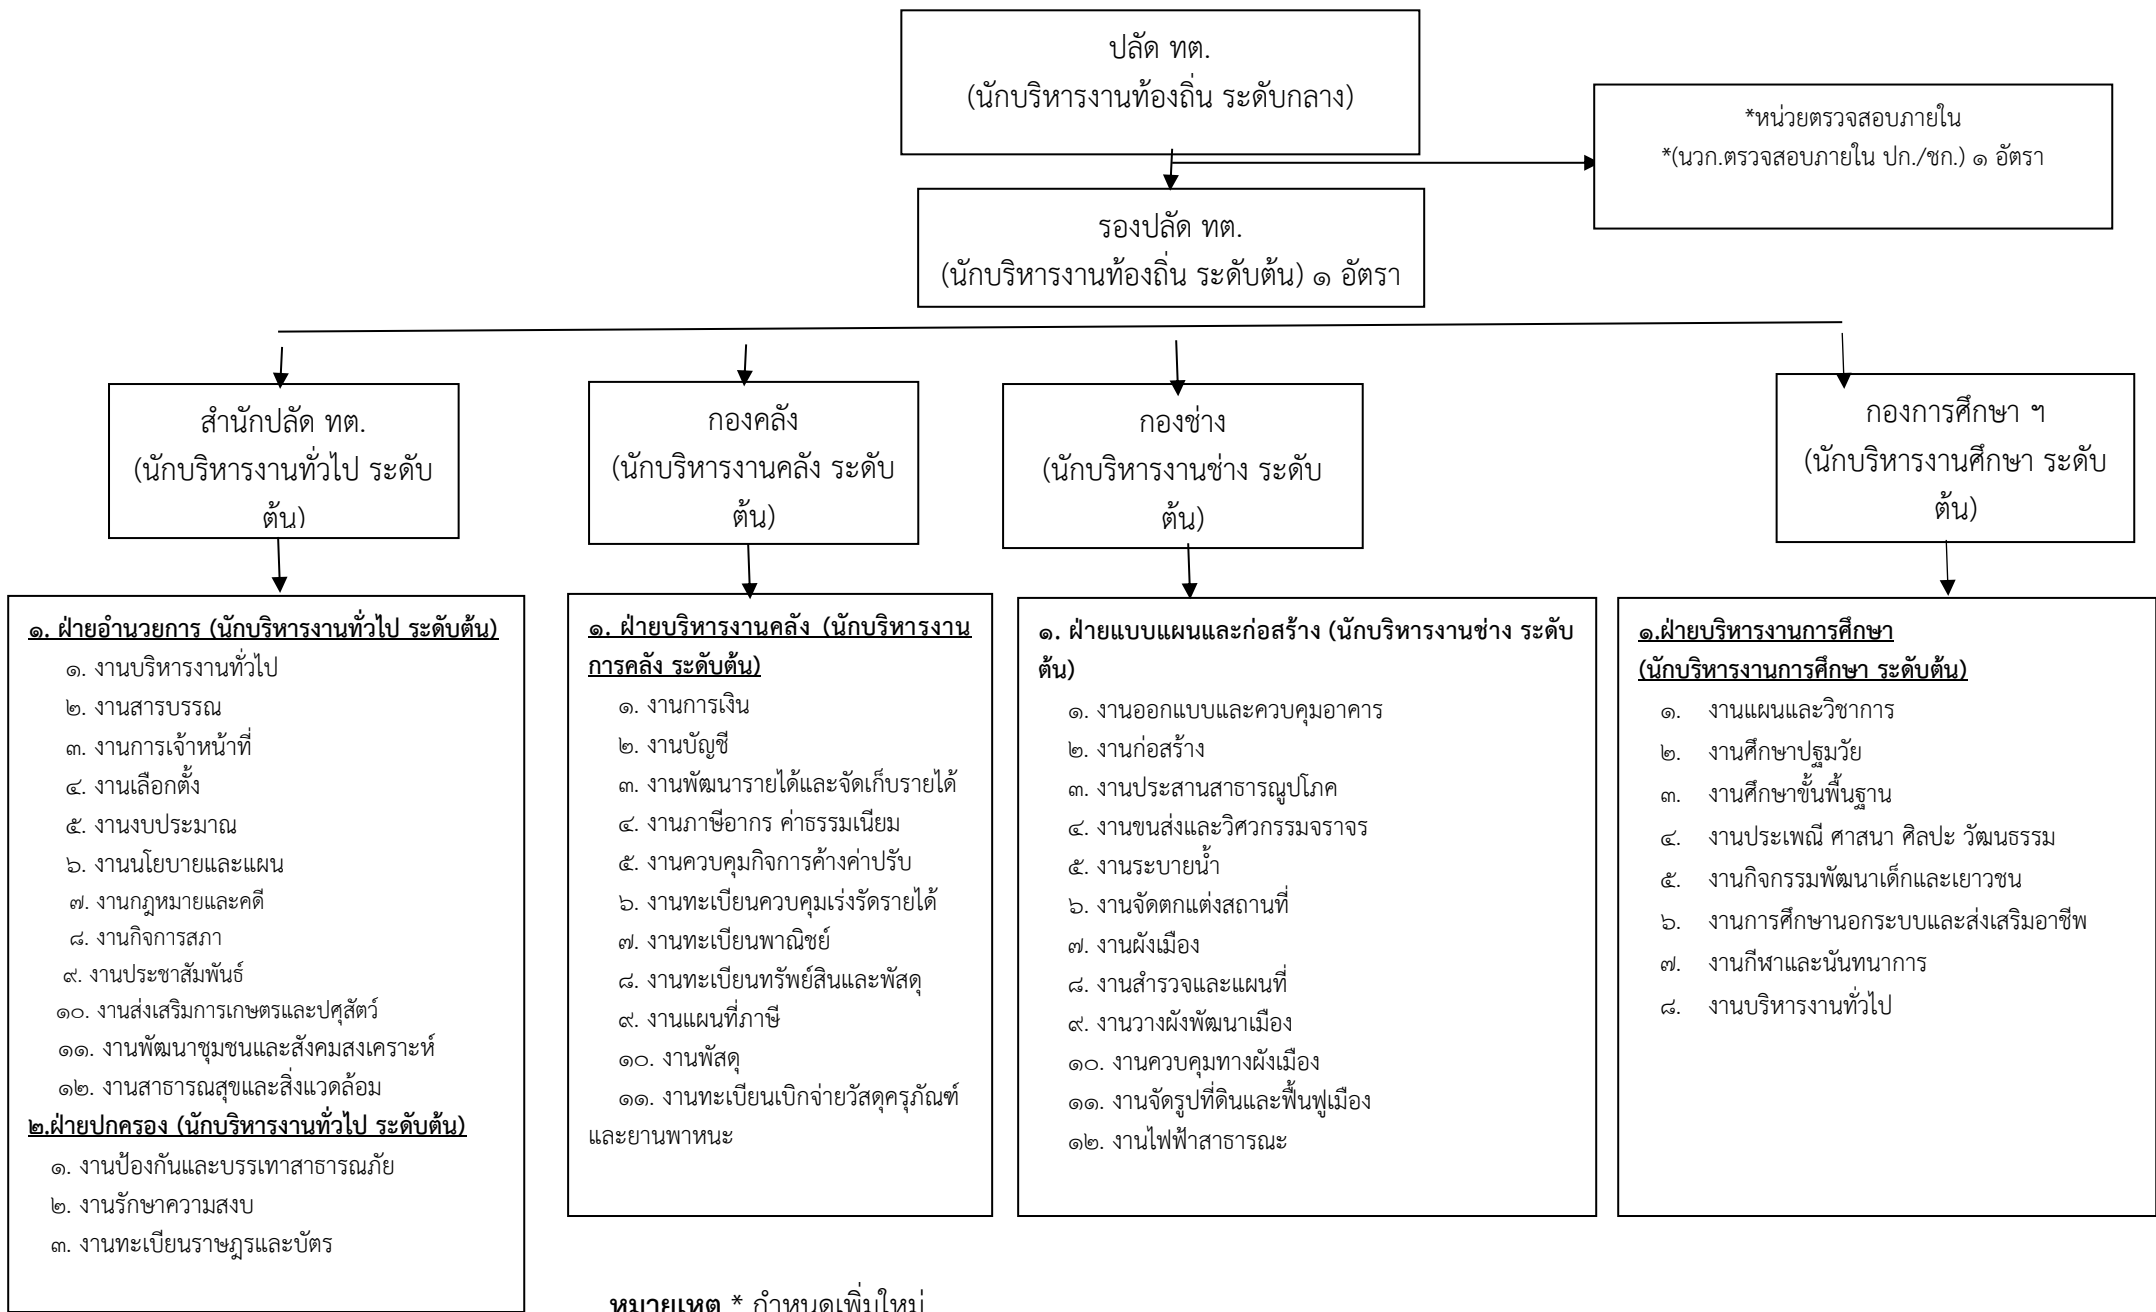 ปลัด ทต.
(นักบริหารงานท้องถิ่น ระดับกลาง)
*หน่วยตรวจสอบภายใน
*(นวก.ตรวจสอบภายใน ปก./ชก.) ๑ อัตรา
รองปลัด ทต.
(นักบริหารงานท้องถิ่น ระดับต้น) ๑ อัตรา
สำนักปลัด ทต.
(นักบริหารงานทั่วไป ระดับ
ต้น)
กองคลัง
(นักบริหารงานคลัง ระดับ
ต้น)
กองช่าง
(นักบริหารงานช่าง ระดับ
ต้น)
กองการศึกษา ฯ
(นักบริหารงานศึกษา ระดับ
ต้น)
๑. ฝ่ายอำนวยการ (นักบริหารงานทั่วไป ระดับต้น)
๑. งานบริหารงานทั่วไป
๒. งานสารบรรณ
๓. งานการเจ้าหน้าที่
๔. งานเลือกตั้ง
๕. งานงบประมาณ
๖. งานนโยบายและแผน
๗. งานกฎหมายและคดี
๘. งานกิจการสภา
๙. งานประชาสัมพันธ์
๑๐. งานส่งเสริมการเกษตรและปศุสัตว์
๑๑. งานพัฒนาชุมชนและสังคมสงเคราะห์
๑๒. งานสาธารณสุขและสิ่งแวดล้อม
๒.ฝ่ายปกครอง (นักบริหารงานทั่วไป ระดับต้น)
๑. งานป้องกันและบรรเทาสาธารณภัย
๒. งานรักษาความสงบ
๓. งานทะเบียนราษฎรและบัตร
๑. ฝ่ายบริหารงานคลัง (นักบริหารงาน
การคลัง ระดับต้น)
๑. งานการเงิน
๒. งานบัญชี
๓. งานพัฒนารายได้และจัดเก็บรายได้
๔. งานภาษีอากร ค่าธรรมเนียม
๕. งานควบคุมกิจการค้างค่าปรับ
๖. งานทะเบียนควบคุมเร่งรัดรายได้
๗. งานทะเบียนพาณิชย์
๘. งานทะเบียนทรัพย์สินและพัสดุ
๙. งานแผนที่ภาษี
๑๐. งานพัสดุ
๑๑. งานทะเบียนเบิกจ่ายวัสดุครุภัณฑ์
และยานพาหนะ
๑. ฝ่ายแบบแผนและก่อสร้าง (นักบริหารงานช่าง ระดับ
ต้น)
๑. งานออกแบบและควบคุมอาคาร
๒. งานก่อสร้าง
๓. งานประสานสาธารณูปโภค
๔. งานขนส่งและวิศวกรรมจราจร
๕. งานระบายน้ำ
๖. งานจัดตกแต่งสถานที่
๗. งานผังเมือง
๘. งานสำรวจและแผนที่
๙. งานวางผังพัฒนาเมือง
๑๐. งานควบคุมทางผังเมือง
๑๑. งานจัดรูปที่ดินและฟื้นฟูเมือง
๑๒. งานไฟฟ้าสาธารณะ
๑.ฝ่ายบริหารงานการศึกษา
(นักบริหารงานการศึกษา ระดับต้น)
๑. งานแผนและวิชาการ
๒. งานศึกษาปฐมวัย
๓. งานศึกษาขั้นพื้นฐาน
๔. งานประเพณี ศาสนา ศิลปะ วัฒนธรรม
๕. งานกิจกรรมพัฒนาเด็กและเยาวชน
๖. งานการศึกษานอกระบบและส่งเสริมอาชีพ
๗. งานกีฬาและนันทนาการ
๘. งานบริหารงานทั่วไป
หมายเหตุ * กำหนดเพิ่มใหม่